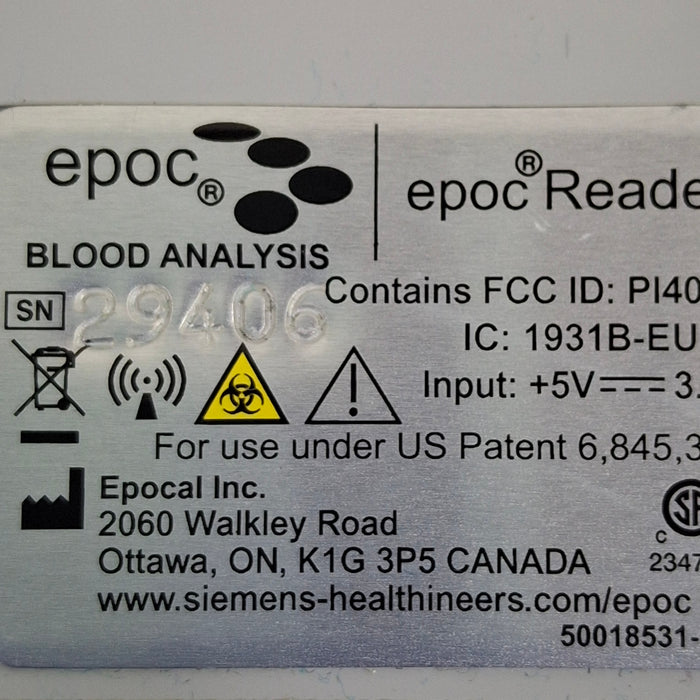 epoc®
BLOOD ANALYSIS
epoc® Reade
SN 29406
Contains FCC ID: PI40
IC: 1931B-EU
Input: +5V⎓3.
For use under US Patent 6,845,3
Epocal Inc.
2060 Walkley Road
Ottawa, ON, K1G 3P5 CANADA
www.siemens-healthineers.com/epoc
SA
C
2347
50018531-